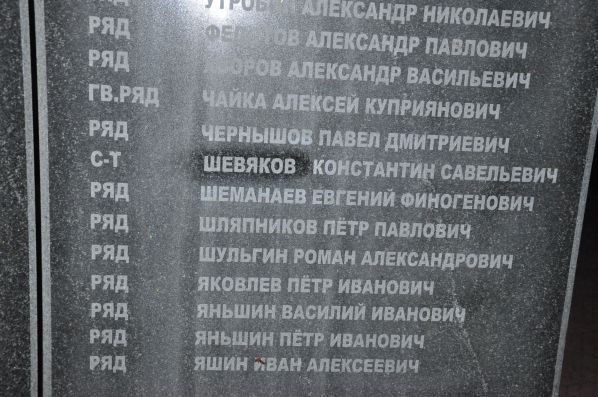 РЯД АЛЕКСАНДР НИКОЛАЕВИЧ
РЯД АЛЕКСАНДР ПАВЛОВИЧ
РЯД АЛЕКСАНДР ВАСИЛЬЕВИЧ
ГВ.РЯД ЧАЙКА АЛЕКСЕЙ КУПРИЯНОВИЧ
РЯД ЧЕРНЫШОВ ПАВЕЛ ДМИТРИЕВИЧ
С-Т ШЕВЯКОВ КОНСТАНТИН САВЕЛЬЕВИЧ
РЯД ШЕМАНАЕВ ЕВГЕНИЙ ФИНОГЕНОВИЧ
РЯД ШЛЯПНИКОВ ПЁТР ПАВЛОВИЧ
РЯД ШУЛЬГИН РОМАН АЛЕКСАНДРОВИЧ
РЯД ЯКОВЛЕВ ПЁТР ИВАНОВИЧ
РЯД ЯНЬШИН ВАСИЛИЙ ИВАНОВИЧ
РЯД ЯНЬШИН ПЁТР ИВАНОВИЧ
РЯД ЯШИН ИВАН АЛЕКСЕЕВИЧ